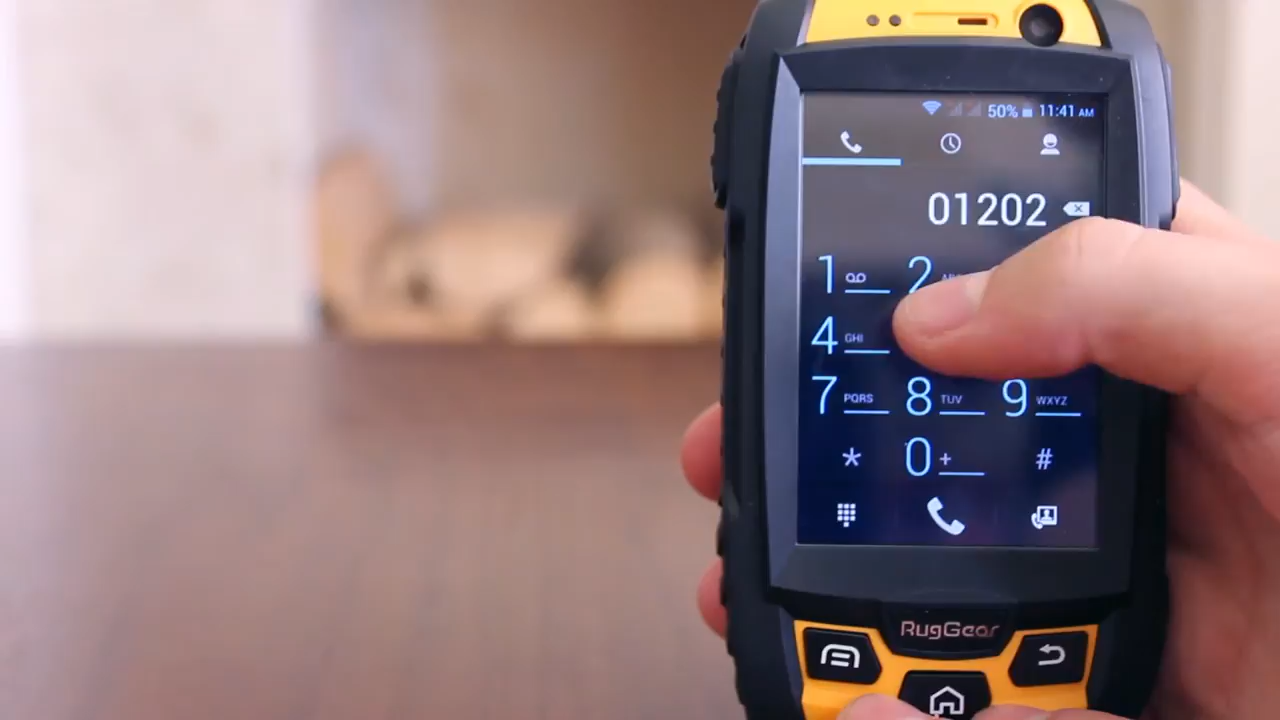 50% 11:41 AM
01202
1 2
4 GHI
7 PQRS 8 TUV 9 WXYZ
* 0 + #
RugGear